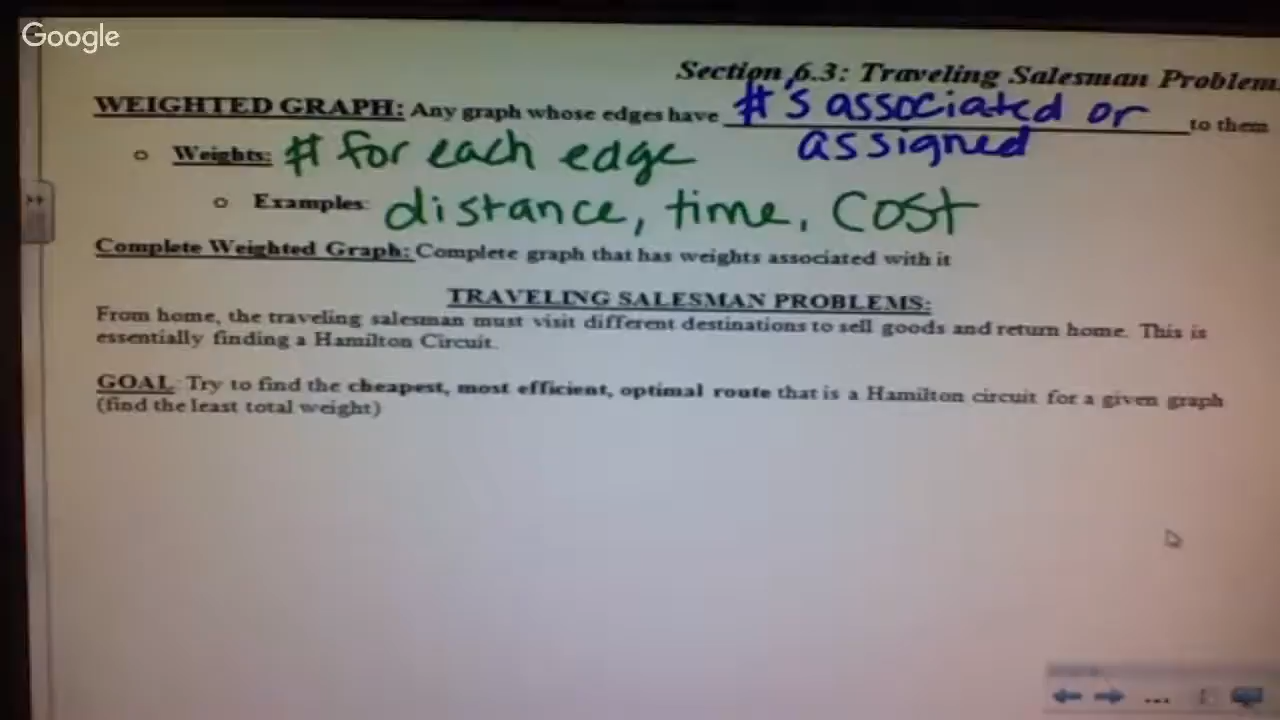 Google
Section 6.3: Traveling Salesman Problem
WEIGHTED GRAPH: Any graph whose edges have #'s associated or to them
assigned
o Weights: # for each edge
o Examples: distance, time, cost
Complete Weighted Graph: Complete graph that has weights associated with it
TRAVELING SALESMAN PROBLEMS:
From home, the traveling salesman must visit different destinations to sell goods and return home. This is
essentially finding a Hamilton Circuit.
GOAL: Try to find the cheapest, most efficient, optimal route that is a Hamilton circuit for a given graph
(find the least total weight)